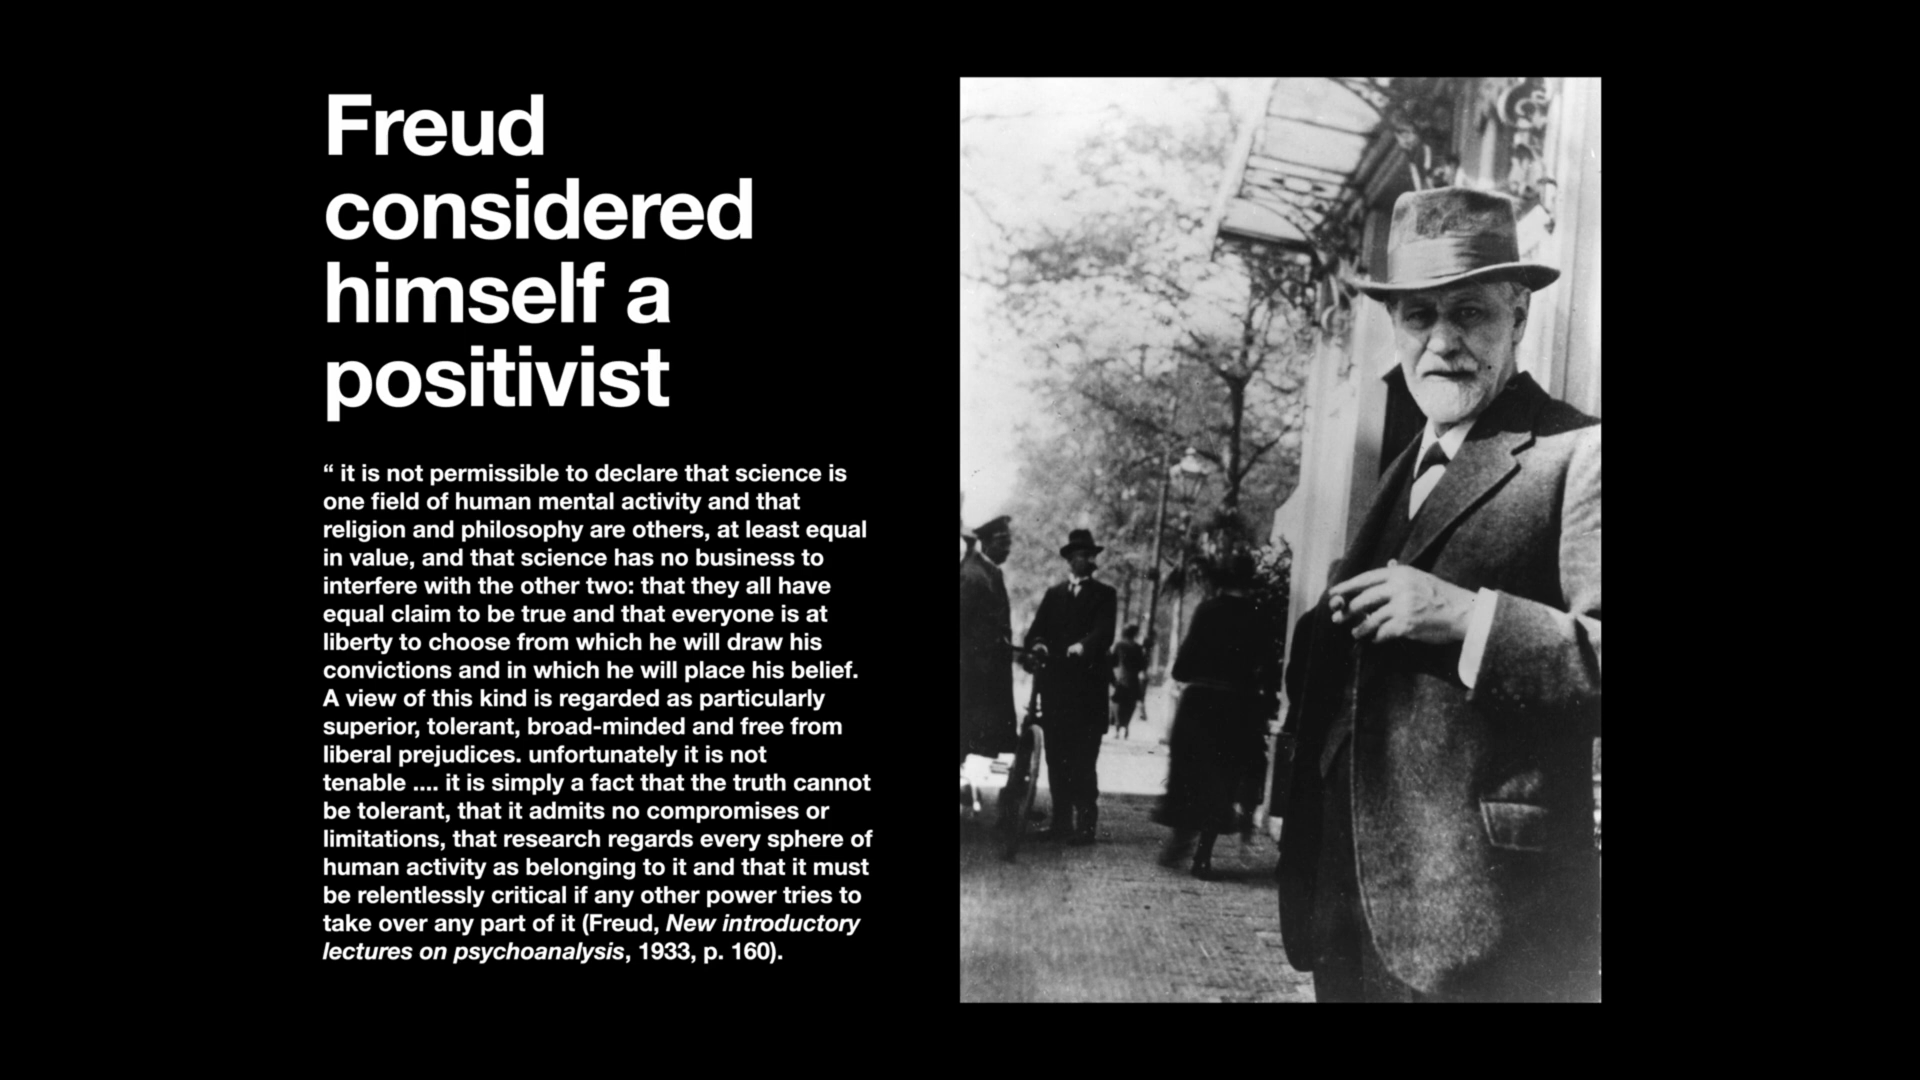 Freud
considered
himself a
positivist
“ it is not permissible to declare that science is
one field of human mental activity and that
religion and philosophy are others, at least equal
in value, and that science has no business to
interfere with the other two: that they all have
equal claim to be true and that everyone is at
liberty to choose from which he will draw his
convictions and in which he will place his belief.
A view of this kind is regarded as particularly
superior, tolerant, broad-minded and free from
liberal prejudices. unfortunately it is not
tenable .... it is simply a fact that the truth cannot
be tolerant, that it admits no compromises or
limitations, that research regards every sphere of
human activity as belonging to it and that it must
be relentlessly critical if any other power tries to
take over any part of it (Freud, New introductory
lectures on psychoanalysis, 1933, p. 160).